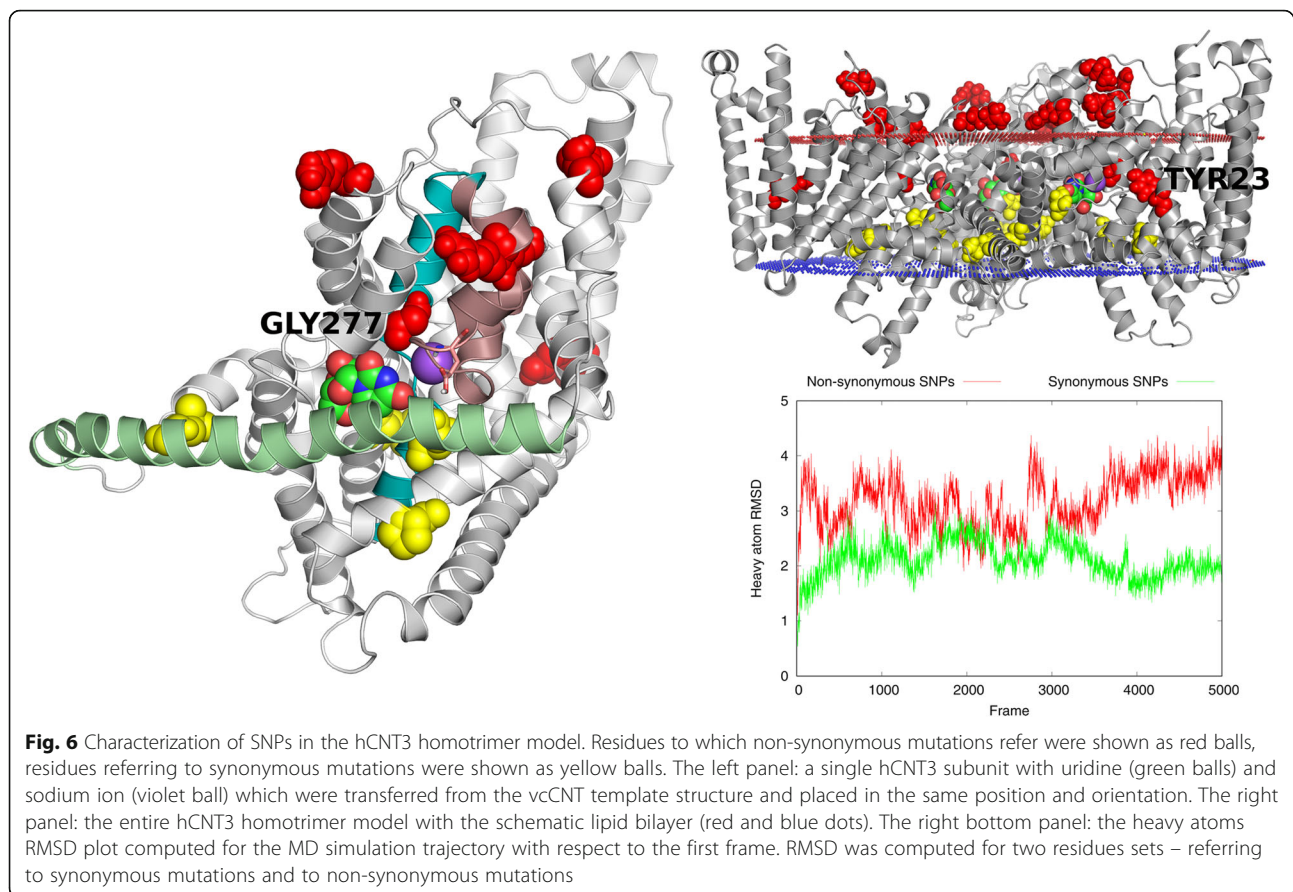 GLY277
TYR23
Non-synonymous SNPs
Synonymous SNPs
Heavy atom RMSD
5
4
3
2
1
0
0
1000
2000
3000
4000
5000
Frame
Fig. 6 Characterization of SNPs in the hCNT3 homotrimer model. Residues to which non-synonymous mutations refer were shown as red balls,
residues referring to synonymous mutations were shown as yellow balls. The left panel: a single hCNT3 subunit with uridine (green balls) and
sodium ion (violet ball) which were transferred from the vcCNT template structure and placed in the same position and orientation. The right
panel: the entire hCNT3 homotrimer model with the schematic lipid bilayer (red and blue dots). The right bottom panel: the heavy atoms
RMSD plot computed for the MD simulation trajectory with respect to the first frame. RMSD was computed for two residues sets – referring
to synonymous mutations and to non-synonymous mutations